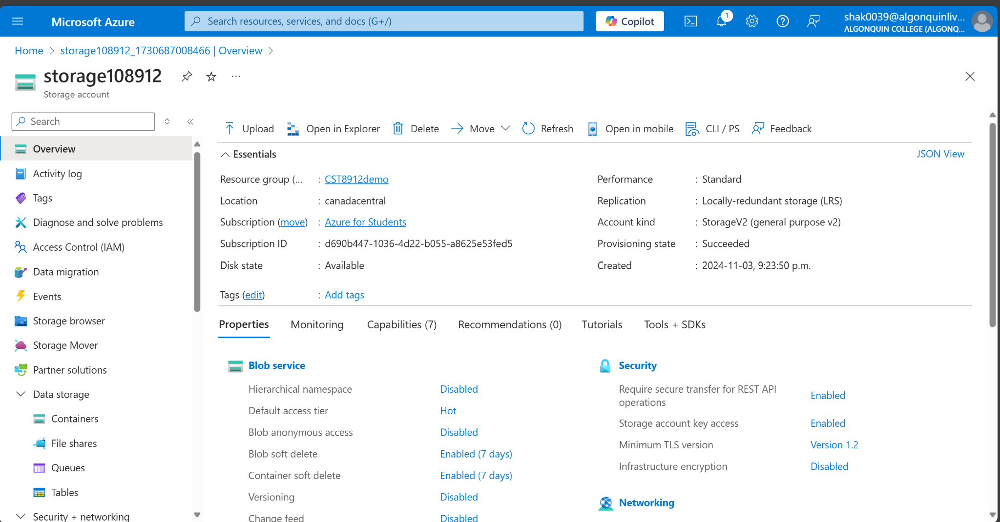 Microsoft Azure
Search resources, services, and docs (G+/)
Copilot
1
shak0039@algonquinliv...
ALGONQUIN COLLEGE (ALGONQ...
Home > storage108912_1730687008466 | Overview >
storage108912
Storage account
Search
Overview
Activity log
Tags
Diagnose and solve problems
Access Control (IAM)
Data migration
Events
Storage browser
Storage Mover
Partner solutions
Data storage
Containers
File shares
Queues
Tables
Security + networking
Upload Open in Explorer Delete Move Refresh Open in mobile CLI / PS Feedback
Essentials
JSON View
Resource group (... : CST8912demo
Location : canadacentral
Subscription (move) : Azure for Students
Subscription ID : d690b447-1036-4d22-b055-a8625e53fed5
Disk state : Available
Tags (edit) : Add tags
Performance : Standard
Replication : Locally-redundant storage (LRS)
Account kind : StorageV2 (general purpose v2)
Provisioning state : Succeeded
Created : 2024-11-03, 9:23:50 p.m.
Properties Monitoring Capabilities (7) Recommendations (0) Tutorials Tools + SDKs
Blob service
Hierarchical namespace Disabled
Default access tier Hot
Blob anonymous access Disabled
Blob soft delete Enabled (7 days)
Container soft delete Enabled (7 days)
Versioning Disabled
Change feed Disabled
Security
Require secure transfer for REST API
operations Enabled
Storage account key access Enabled
Minimum TLS version Version 1.2
Infrastructure encryption Disabled
Networking